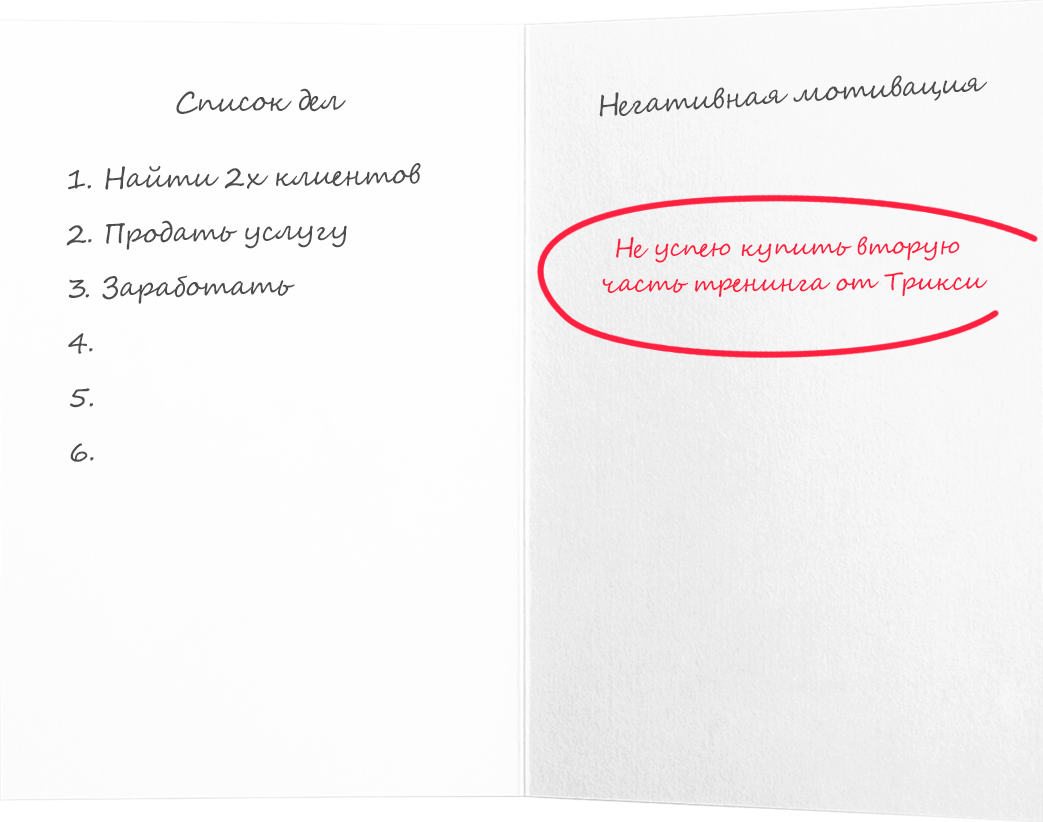 Список дел
1. Найти 2х клиентов
2. Продать услугу
3. Заработать
4.
5.
6.
Негативная мотивация
Не успею купить вторую
часть тренинга от Трикси